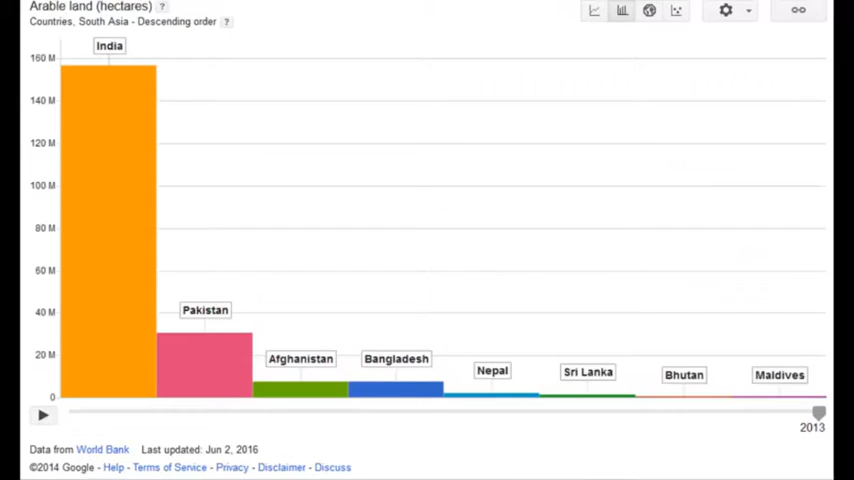 Arable land (hectares) ?
Countries, South Asia - Descending order ?
India
160 M
140 M
120 M
100 M
80 M
60 M
Pakistan
40 M
Afghanistan
Bangladesh
20 M
Nepal
Sri Lanka
Bhutan
Maldives
0
2013
Data from World Bank Last updated: Jun 2, 2016
©2014 Google - Help - Terms of Service - Privacy - Disclaimer - Discuss